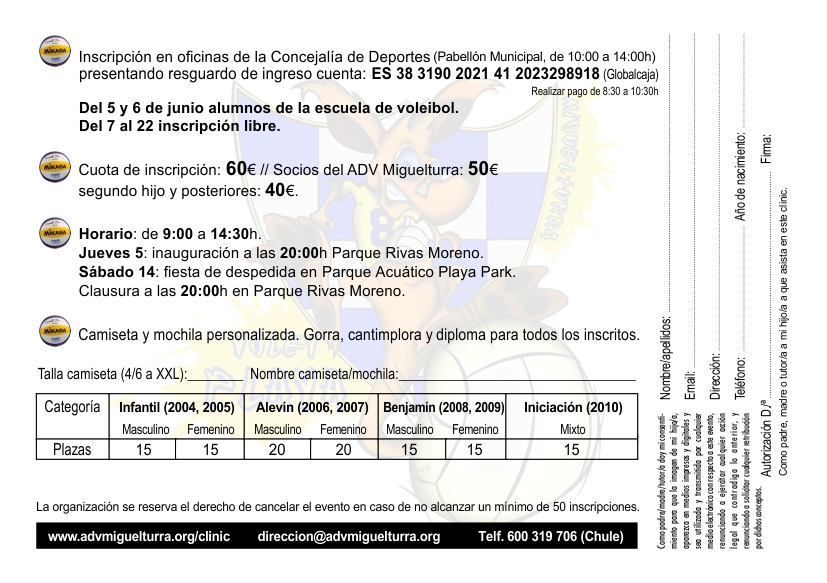 Inscripción en oficinas de la Concejalía de Deportes (Pabellón Municipal, de 10:00 a 14:00h)
presentando resguardo de ingreso cuenta: ES 38 3190 2021 41 2023298918 (Globalcaja)
Realizar pago de 8:30 a 10:30h
Del 5 y 6 de junio alumnos de la escuela de voleibol.
Del 7 al 22 inscripción libre.
Cuota de inscripción: 60€ // Socios del ADV Miguelturra: 50€
segundo hijo y posteriores: 40€.
Horario: de 9:00 a 14:30h.
Jueves 5: inauguración a las 20:00h Parque Rivas Moreno.
Sábado 14: fiesta de despedida en Parque Acuático Playa Park.
Clausura a las 20:00h en Parque Rivas Moreno.
Camiseta y mochila personalizada. Gorra, cantimplora y diploma para todos los inscritos.
Talla camiseta (4/6 a XXL): Nombre camiseta/mochila:
Categoría Infantil (2004, 2005) Alevín (2006, 2007) Benjamín (2008, 2009) Iniciación (2010)
Masculino Femenino Masculino Femenino Masculino Femenino Mixto
Plazas 15 15 20 20 15 15 15
La organización se reserva el derecho de cancelar el evento en caso de no alcanzar un mínimo de 50 inscripciones.
www.advmiguelturra.org/clinic direccion@advmiguelturra.org Telf. 600 319 706 (Chule)
Nombre/apellidos:
Email:
Dirección:
Teléfono: Año de nacimiento:
Autorización D./ª Firma:
Como padre, madre o tutor/a a mi hijo/a a que asista en este clinic.
Como padre/madre/tutor/a doy mi consenti-
miento para que la imagen de mi hijo/a,
aparezca en medios impresos y digitales y
sea utilizada y transmitida por cualquier
medio electrónico con respecto a este evento,
renunciando a ejercitar cualquier acción
legal que contradiga lo anterior, y
renunciando a solicitar cualquier retribución
por dichos conceptos.
MIKASA
MIKASA
MIKASA
MIKASA
MIGUELTURRA
VOLEY
PLAYA